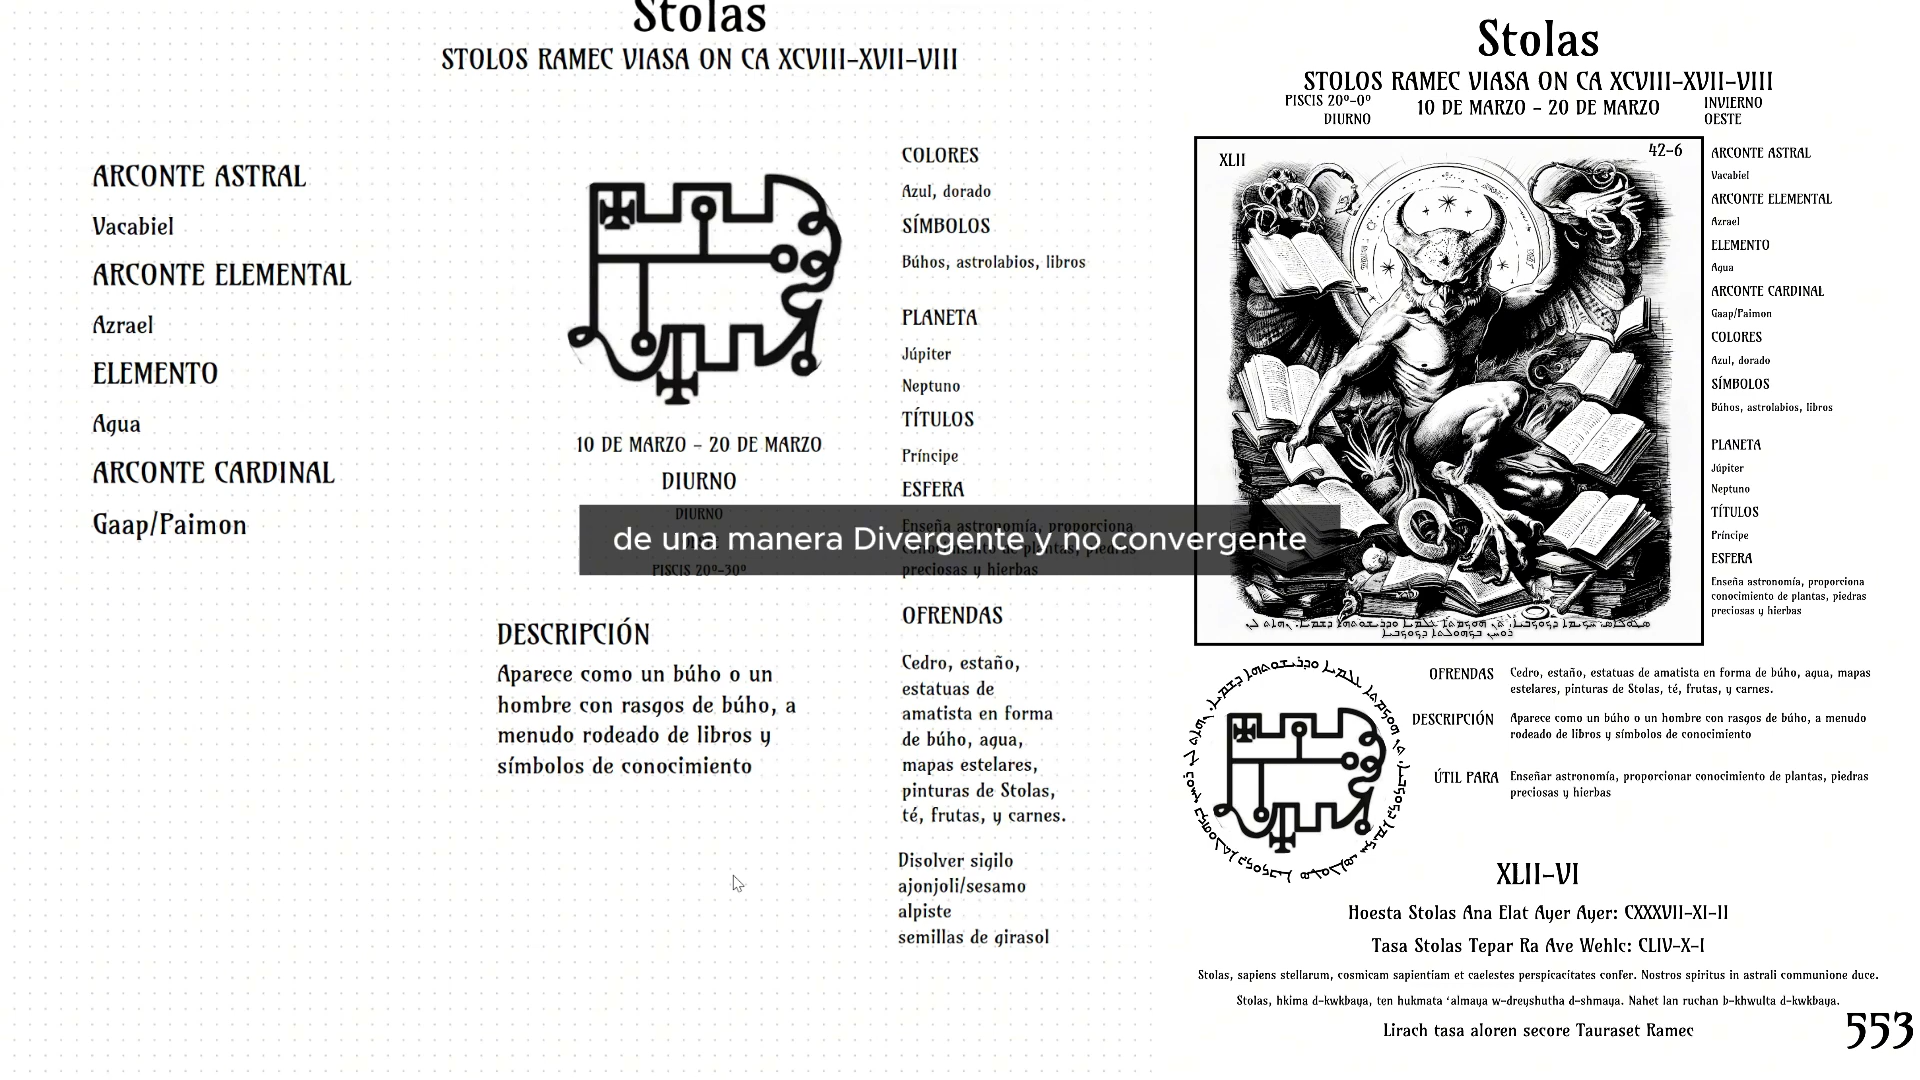 Stolas
STOLOS RAMEC VIASA ON CA XCVIII-XVII-VIII
ARCONTE ASTRAL
Vacabiel
ARCONTE ELEMENTAL
Azrael
ELEMENTO
Agua
ARCONTE CARDINAL
Gaap/Paimon
10 DE MARZO - 20 DE MARZO
DIURNO
DIURNO
PISCIS 20º-30º
DESCRIPCIÓN
Aparece como un búho o un
hombre con rasgos de búho, a
menudo rodeado de libros y
símbolos de conocimiento
COLORES
Azul, dorado
SÍMBOLOS
Búhos, astrolabios, libros
PLANETA
Júpiter
Neptuno
TÍTULOS
Príncipe
ESFERA
Enseña astronomía, proporciona
conocimiento de plantas, piedras
preciosas y hierbas
OFRENDAS
Cedro, estaño,
estatuas de
amatista en forma
de búho, agua,
mapas estelares,
pinturas de Stolas,
té, frutas, y carnes.
Disolver sigilo
ajonjoli/sesamo
alpiste
semillas de girasol
de una manera Divergente y no convergente
Stolas
STOLOS RAMEC VIASA ON CA XCVIII-XVII-VIII
PISCIS 20º-0º
DIURNO
10 DE MARZO - 20 DE MARZO
INVIERNO
OESTE
XLII
42-6
ARCONTE ASTRAL
Vacabiel
ARCONTE ELEMENTAL
Azrael
ELEMENTO
Agua
ARCONTE CARDINAL
Gaap/Paimon
COLORES
Azul, dorado
SÍMBOLOS
Búhos, astrolabios, libros
PLANETA
Júpiter
Neptuno
TÍTULOS
Príncipe
ESFERA
Enseña astronomía, proporciona
conocimiento de plantas, piedras
preciosas y hierbas
OFRENDAS
Cedro, estaño, estatuas de amatista en forma de búho, agua, mapas
estelares, pinturas de Stolas, té, frutas, y carnes.
DESCRIPCIÓN
Aparece como un búho o un hombre con rasgos de búho, a menudo
rodeado de libros y símbolos de conocimiento
ÚTIL PARA
Enseñar astronomía, proporcionar conocimiento de plantas, piedras
preciosas y hierbas
XLII-VI
Hoesta Stolas Ana Elat Ayer Ayer: CXXXVII-XI-II
Tasa Stolas Tepar Ra Ave Wehlc: CLIV-X-I
Stolas, sapiens stellarum, cosmicam sapientiam et caelestes perspicacitates confer. Nostros spiritus in astrali communione duce.
Stolas, hkima d-kwkbaya, ten hukmata ʻalmaya w-dreyshutha d-shmaya. Nahet lan ruchan b-khwulta d-kwkbaya.
Lirach tasa aloren secore Tauraset Ramec
553